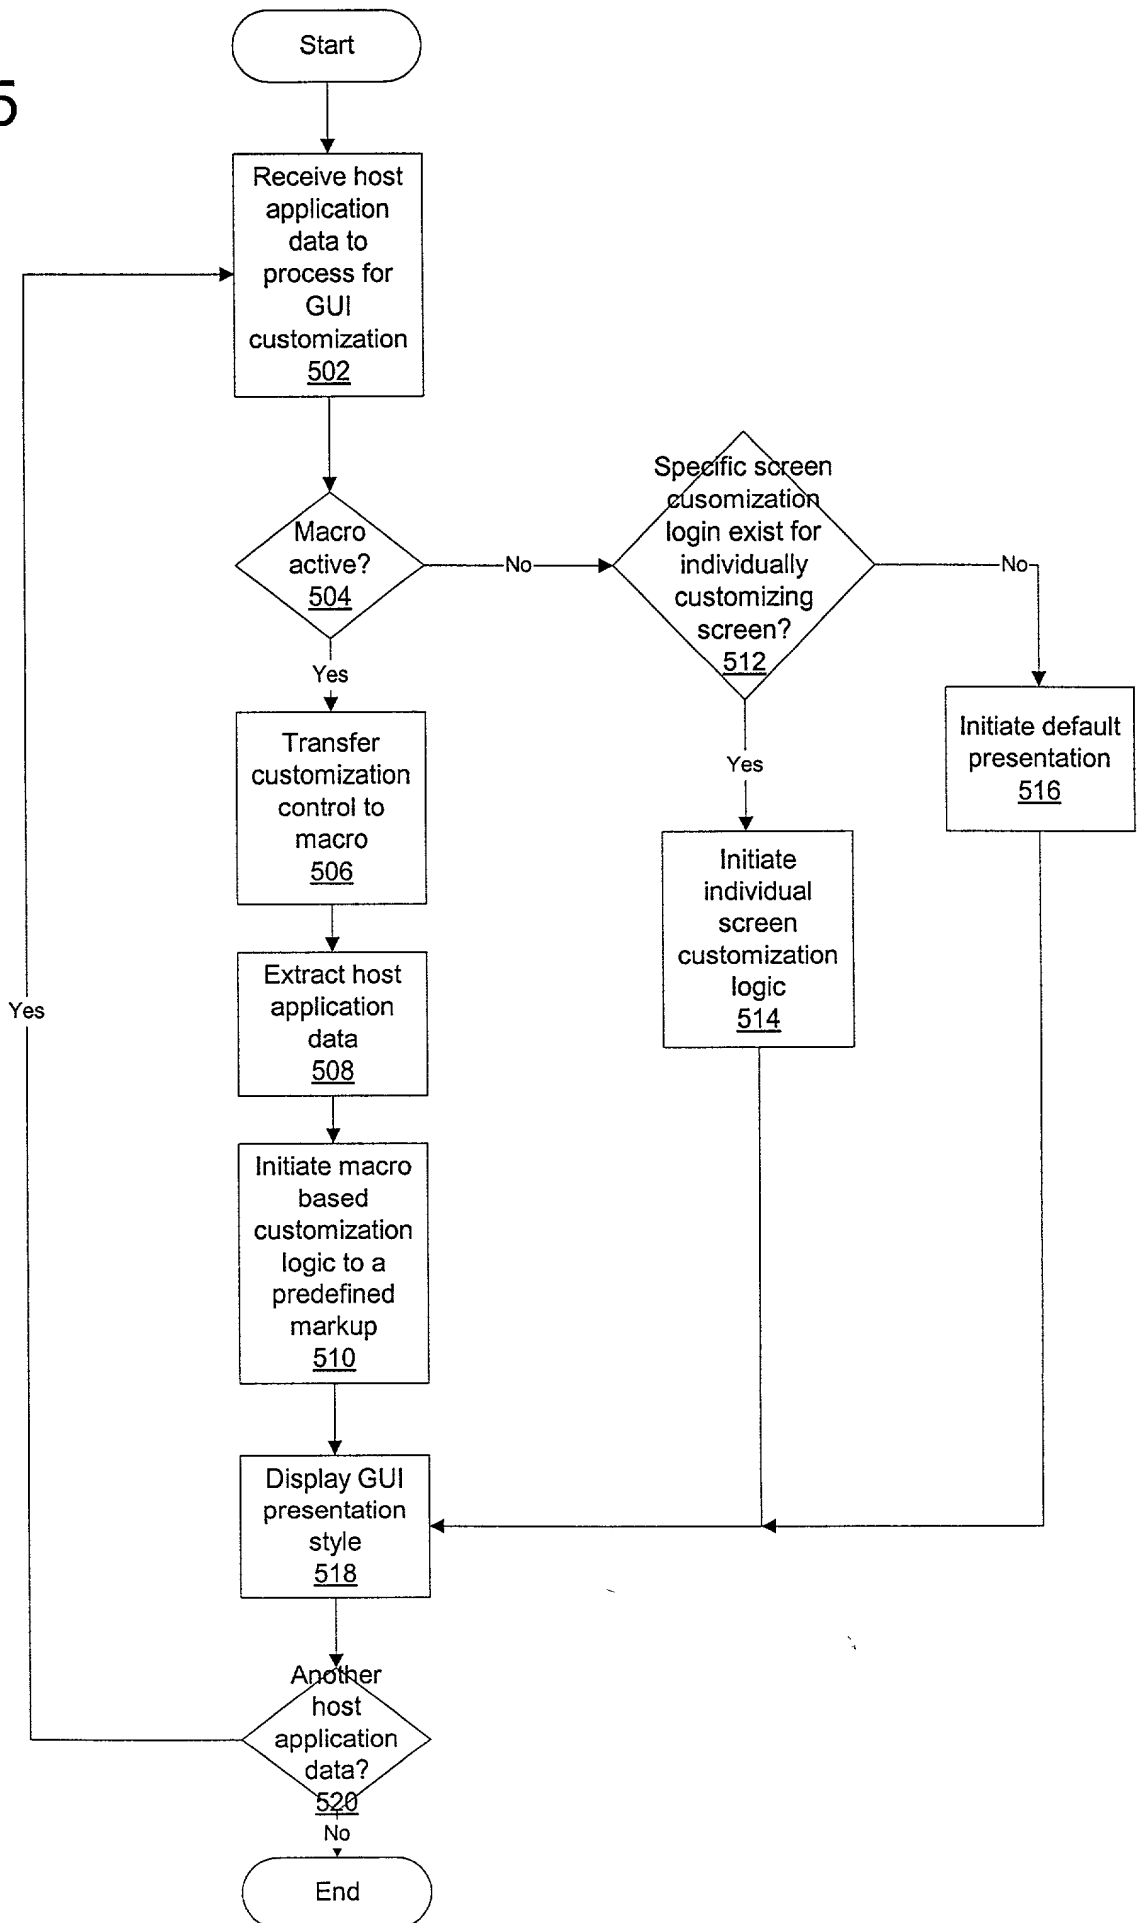 Start
5
Receive host
application
data to
process for
GUI
customization
502
Macro
active?
504
No
Specific screen
cusomization
login exist for
individually
customizing
screen?
512
No
Yes
Yes
Initiate default
presentation
516
Transfer
customization
control to
macro
506
Initiate
individual
screen
customization
logic
514
Extract host
application
data
508
Yes
Initiate macro
based
customization
logic to a
predefined
markup
510
Display GUI
presentation
style
518
Another
host
application
data?
520
No
End